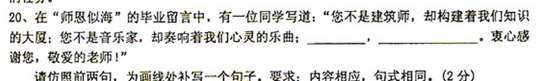 20、在“师恩似海”的毕业留言中，有一位同学写道：“您不是建筑师，却构建着我们知识
的大厦；您不是音乐家，却奏响着我们心灵的乐曲；________，________。衷心感
谢您，敬爱的老师！”
请仿照前两句，为画线处补写一个句子。要求：内容相应，句式相同。(2 分)